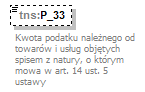 tns:P_33
Kwota podatku należnego od
towarów i usług objętych
spisem z natury, o którym
mowa w art. 14 ust. 5
ustawy